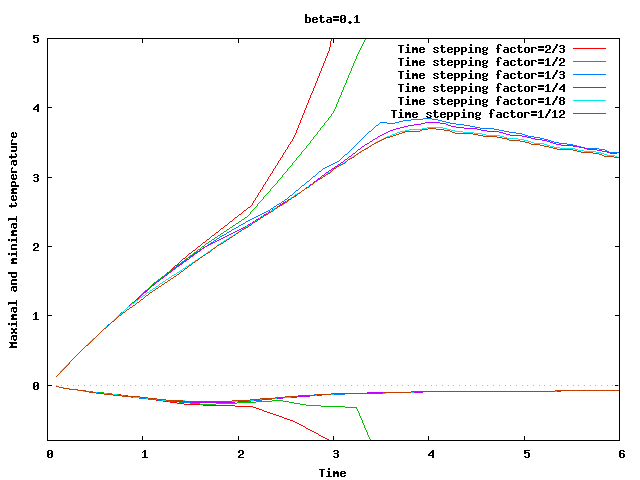 beta=0.1
Time stepping factor=2/3
Time stepping factor=1/2
Time stepping factor=1/3
Time stepping factor=1/4
Time stepping factor=1/8
Time stepping factor=1/12
Maximal and minimal temperature
5
4
3
2
1
0
0 1 2 3 4 5 6
Time